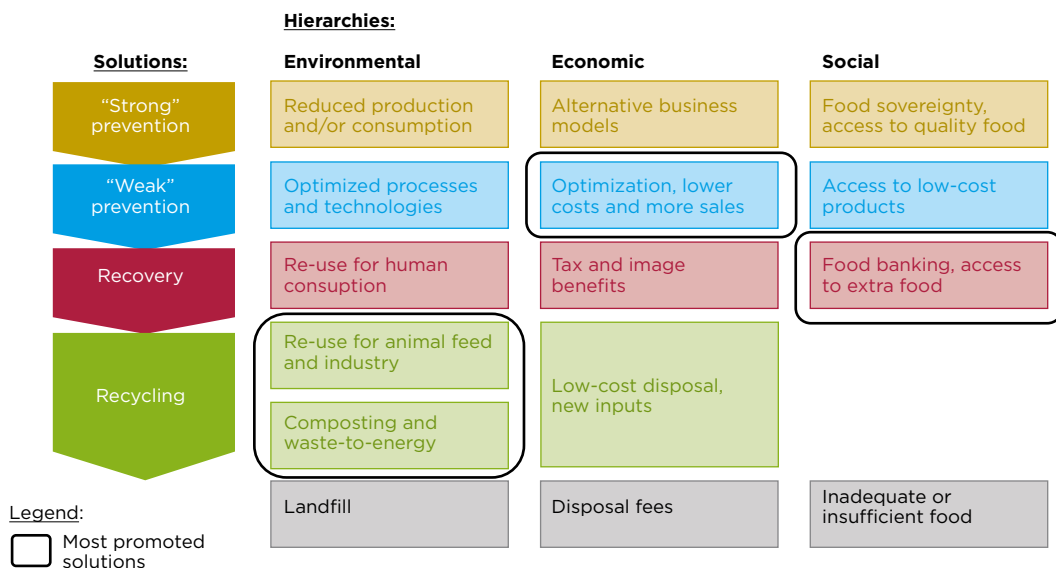 Hierarchies:
Solutions:
Environmental
Economic
Social
“Strong”
prevention
Reduced production
and/or consumption
Alternative business
models
Food sovereignty,
access to quality food
“Weak”
prevention
Optimized processes
and technologies
Optimization, lower
costs and more sales
Access to low-cost
products
Recovery
Re-use for human
consuption
Tax and image
benefits
Food banking, access
to extra food
Recycling
Re-use for animal feed
and industry
Composting and
waste-to-energy
Low-cost disposal,
new inputs
Landfill
Disposal fees
Inadequate or
insufficient food
Legend:
Most promoted
solutions